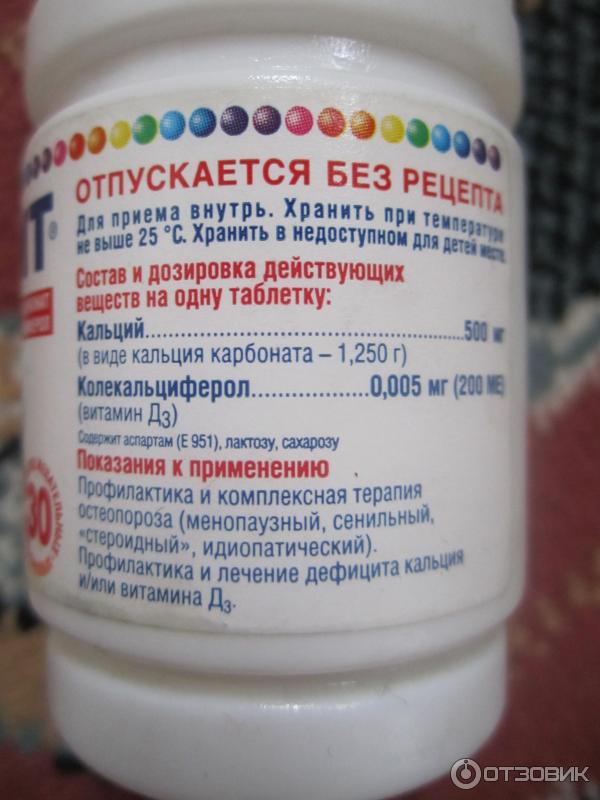 ОТПУСКАЕТСЯ БЕЗ РЕЦЕПТА
Для приема внутрь. Хранить при температуре
не выше 25 °С. Хранить в недоступном для детей месте.
Состав и дозировка действующих
веществ на одну таблетку:
Кальций...................................................500 мг
(в виде кальция карбоната – 1,250 г)
Колекальциферол...................0,005 мг (200 МЕ)
(витамин Д₃)
Содержит аспартам (Е 951), лактозу, сахарозу
Показания к применению
Профилактика и комплексная терапия
остеопороза (менопаузный, сенильный,
«стероидный», идиопатический).
Профилактика и лечение дефицита кальция
и/или витамина Д₃.
30
ОТЗОВИК